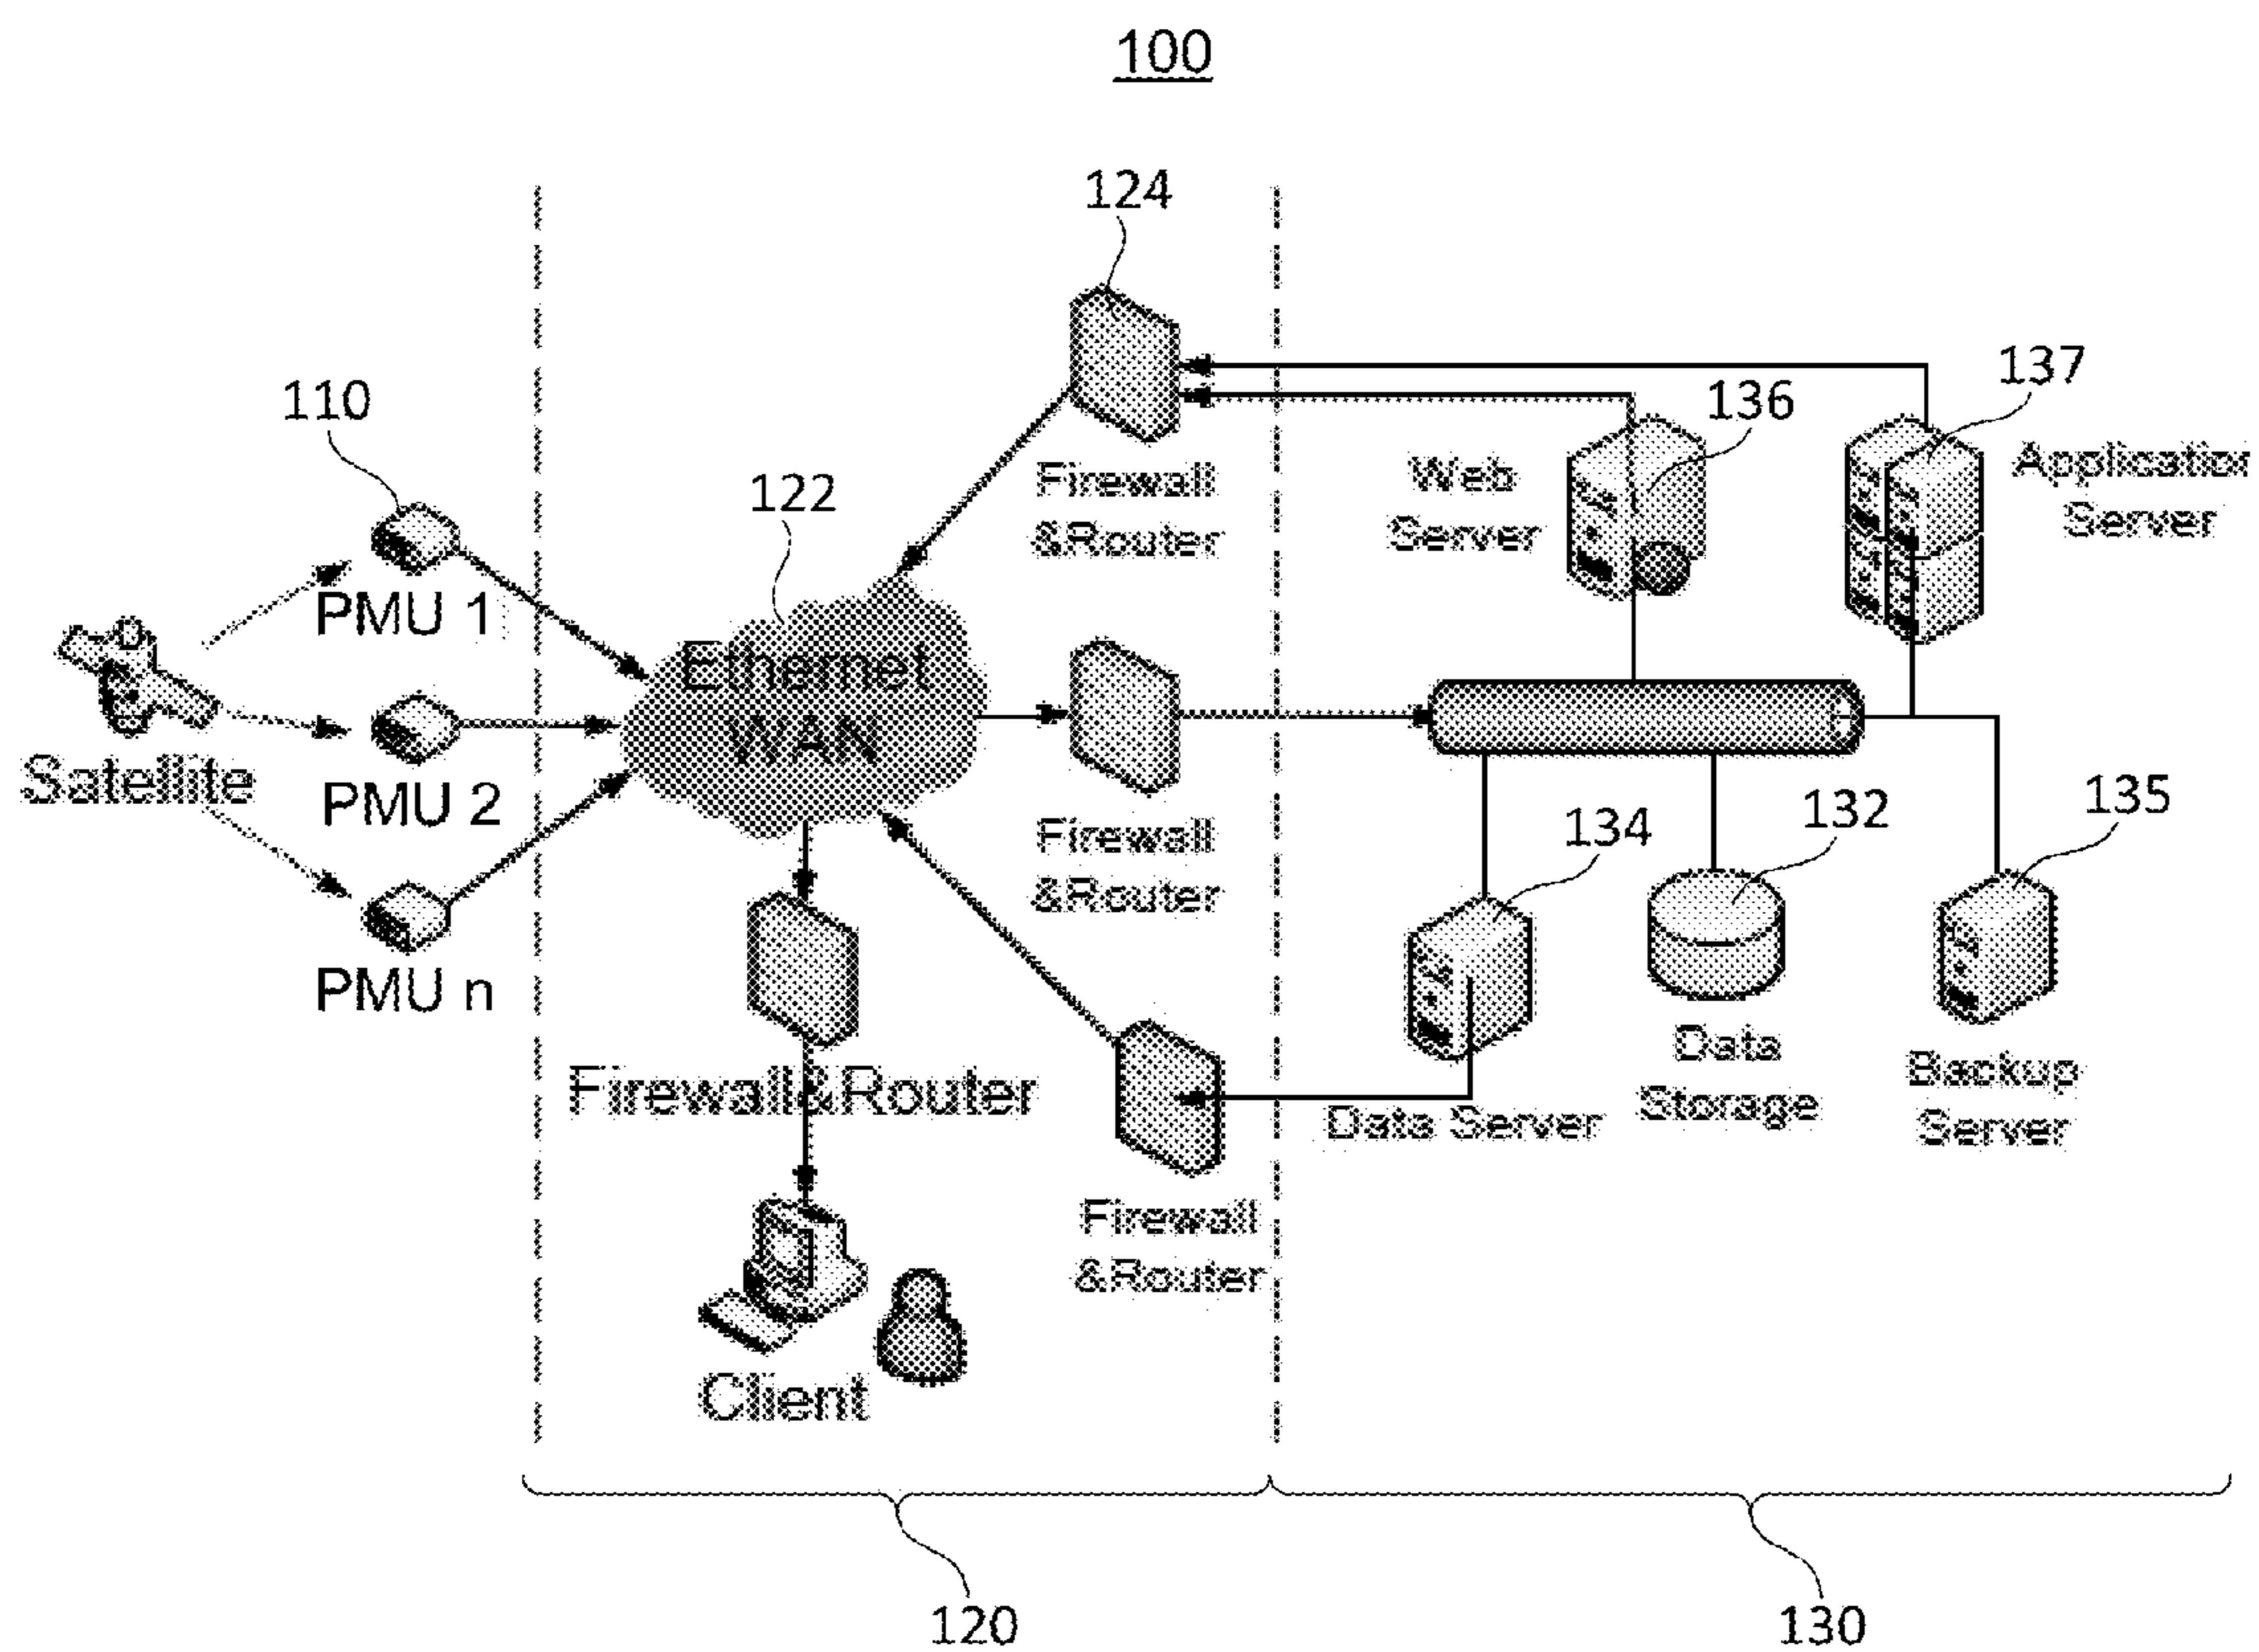 100
124
137
110
136
122
Web
Server
Application
Server
Firewall
&Router
PMU 1
Ethernet
WAN
Satellite
PMU 2
Firewall
&Router
134
132
135
PMU n
Firewall&Router
Data Server
Data
Storage
Backup
Server
Firewall
&Router
Client
120
130